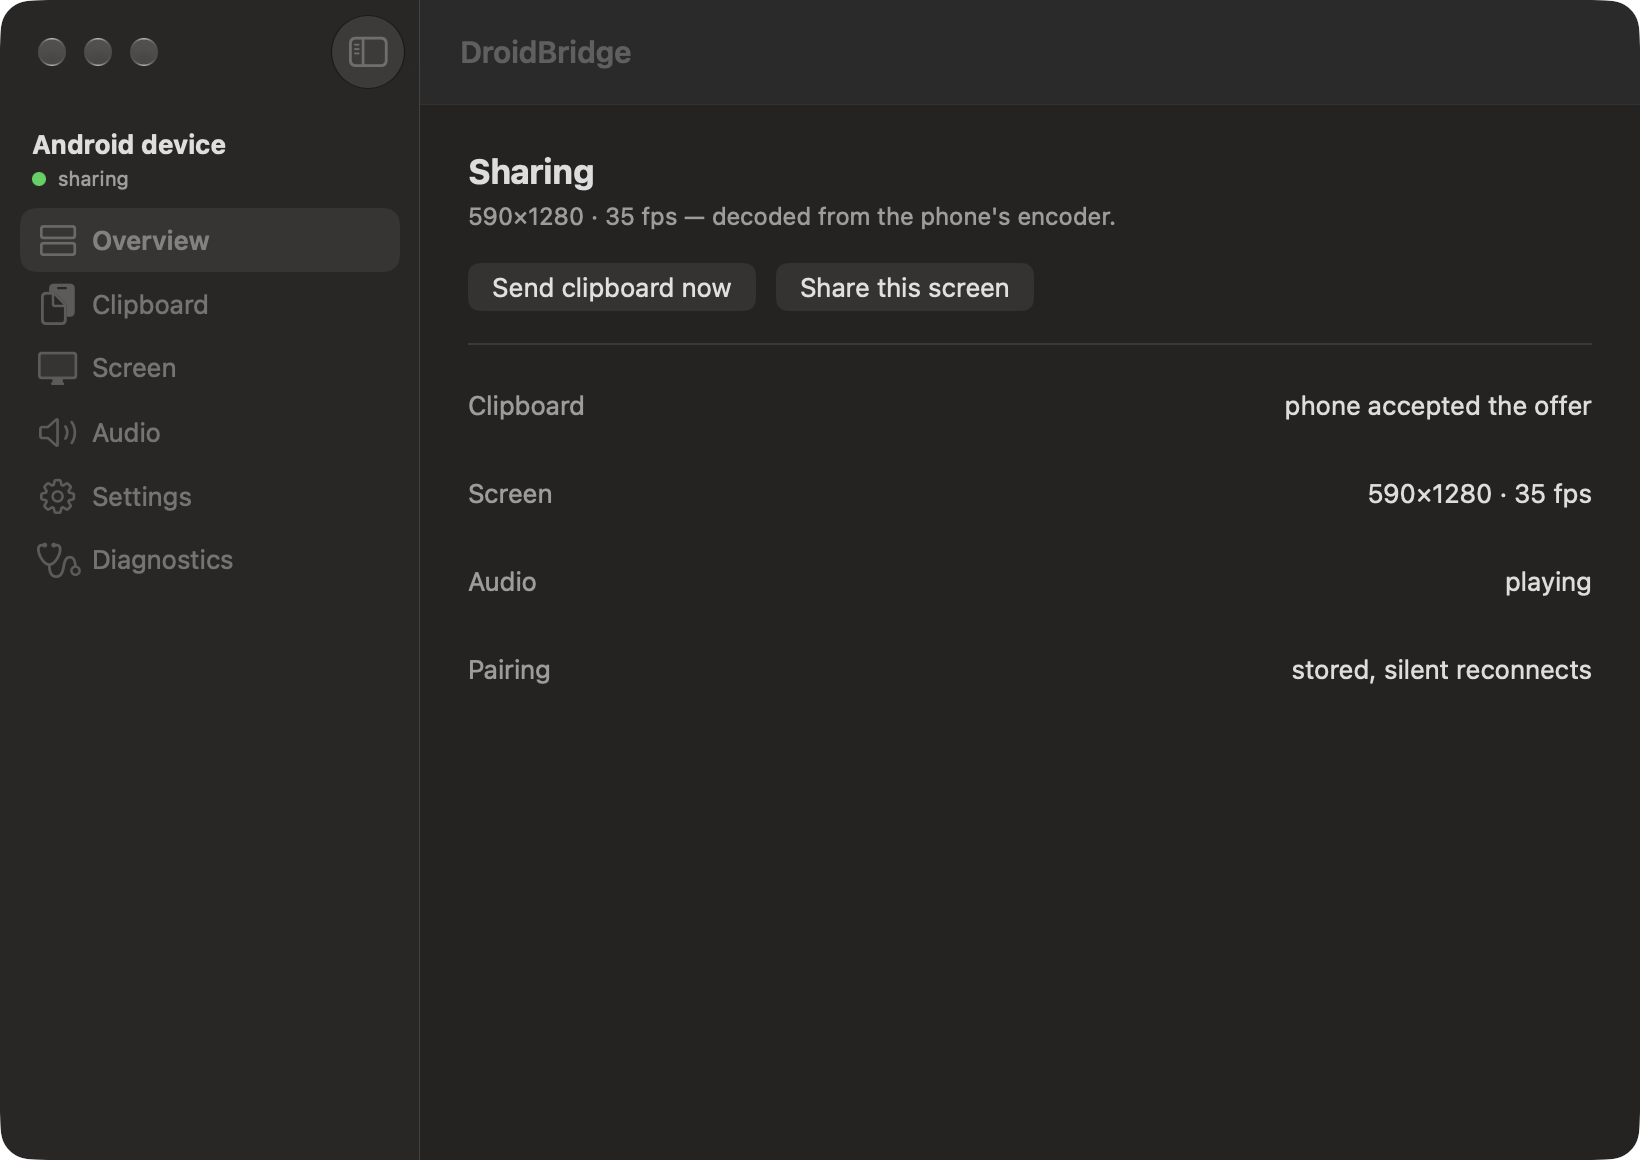 DroidBridge
Android device
sharing
Overview
Clipboard
Screen
Audio
Settings
Diagnostics
Sharing
590×1280 · 35 fps — decoded from the phone's encoder.
Send clipboard now
Share this screen
Clipboard phone accepted the offer
Screen 590×1280 · 35 fps
Audio playing
Pairing stored, silent reconnects